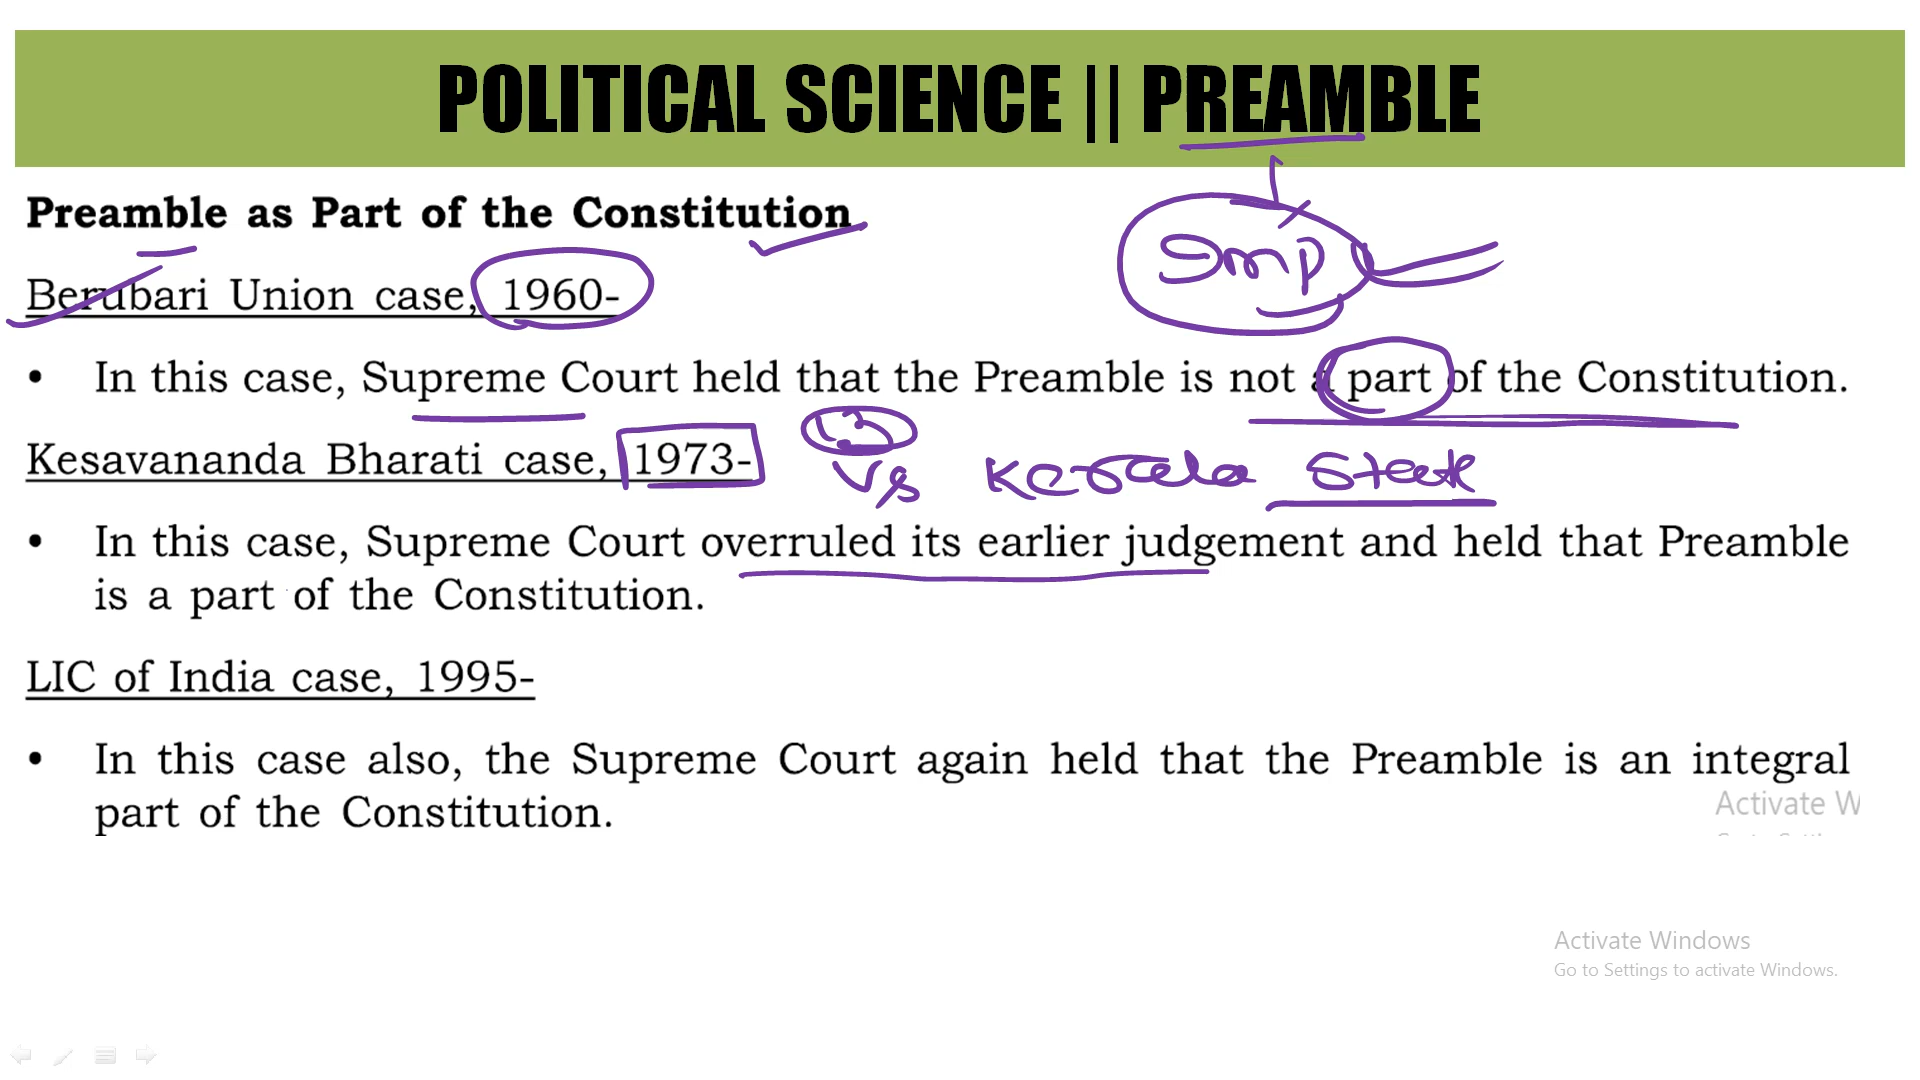 POLITICAL SCIENCE || PREAMBLE
Preamble as Part of the Constitution
Imp
Berubari Union case, 1960-
• In this case, Supreme Court held that the Preamble is not a part of the Constitution.
Kesavananda Bharati case, 1973- Vs Kerala
• In this case, Supreme Court overruled its earlier judgement and held that Preamble
is a part of the Constitution.
LIC of India case, 1995-
• In this case also, the Supreme Court again held that the Preamble is an integral
part of the Constitution.
Activate W
Activate Windows
Go to Settings to activate Windows.